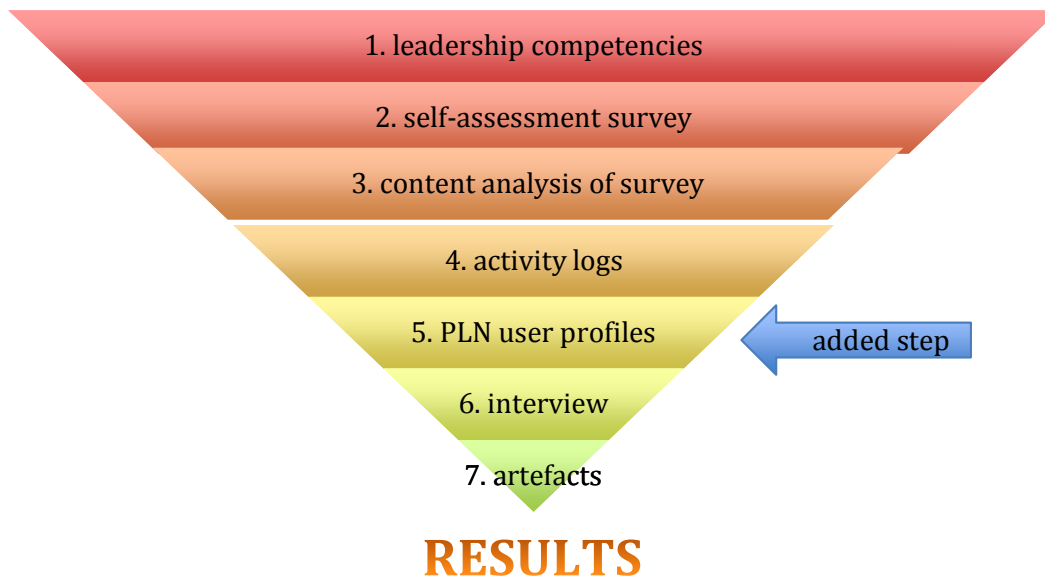 1. leadership competencies
2. self-assessment survey
3. content analysis of survey
4. activity logs
5. PLN user profiles
added step
6. interview
7. artefacts
RESULTS